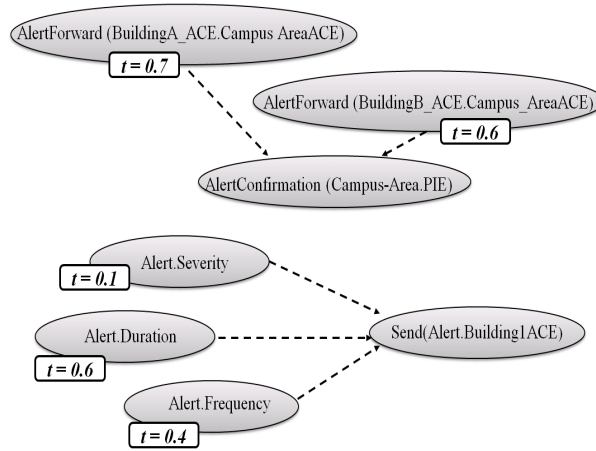 AlertForward (BuildingA_ACE.Campus AreaACE)
t = 0.7
AlertForward (BuildingB_ACE.Campus_AreaACE)
t = 0.6
AlertConfirmation (Campus-Area.PIE)
Alert.Severity
t = 0.1
Send(Alert.Building1ACE)
Alert.Duration
t = 0.6
Alert.Frequency
t = 0.4